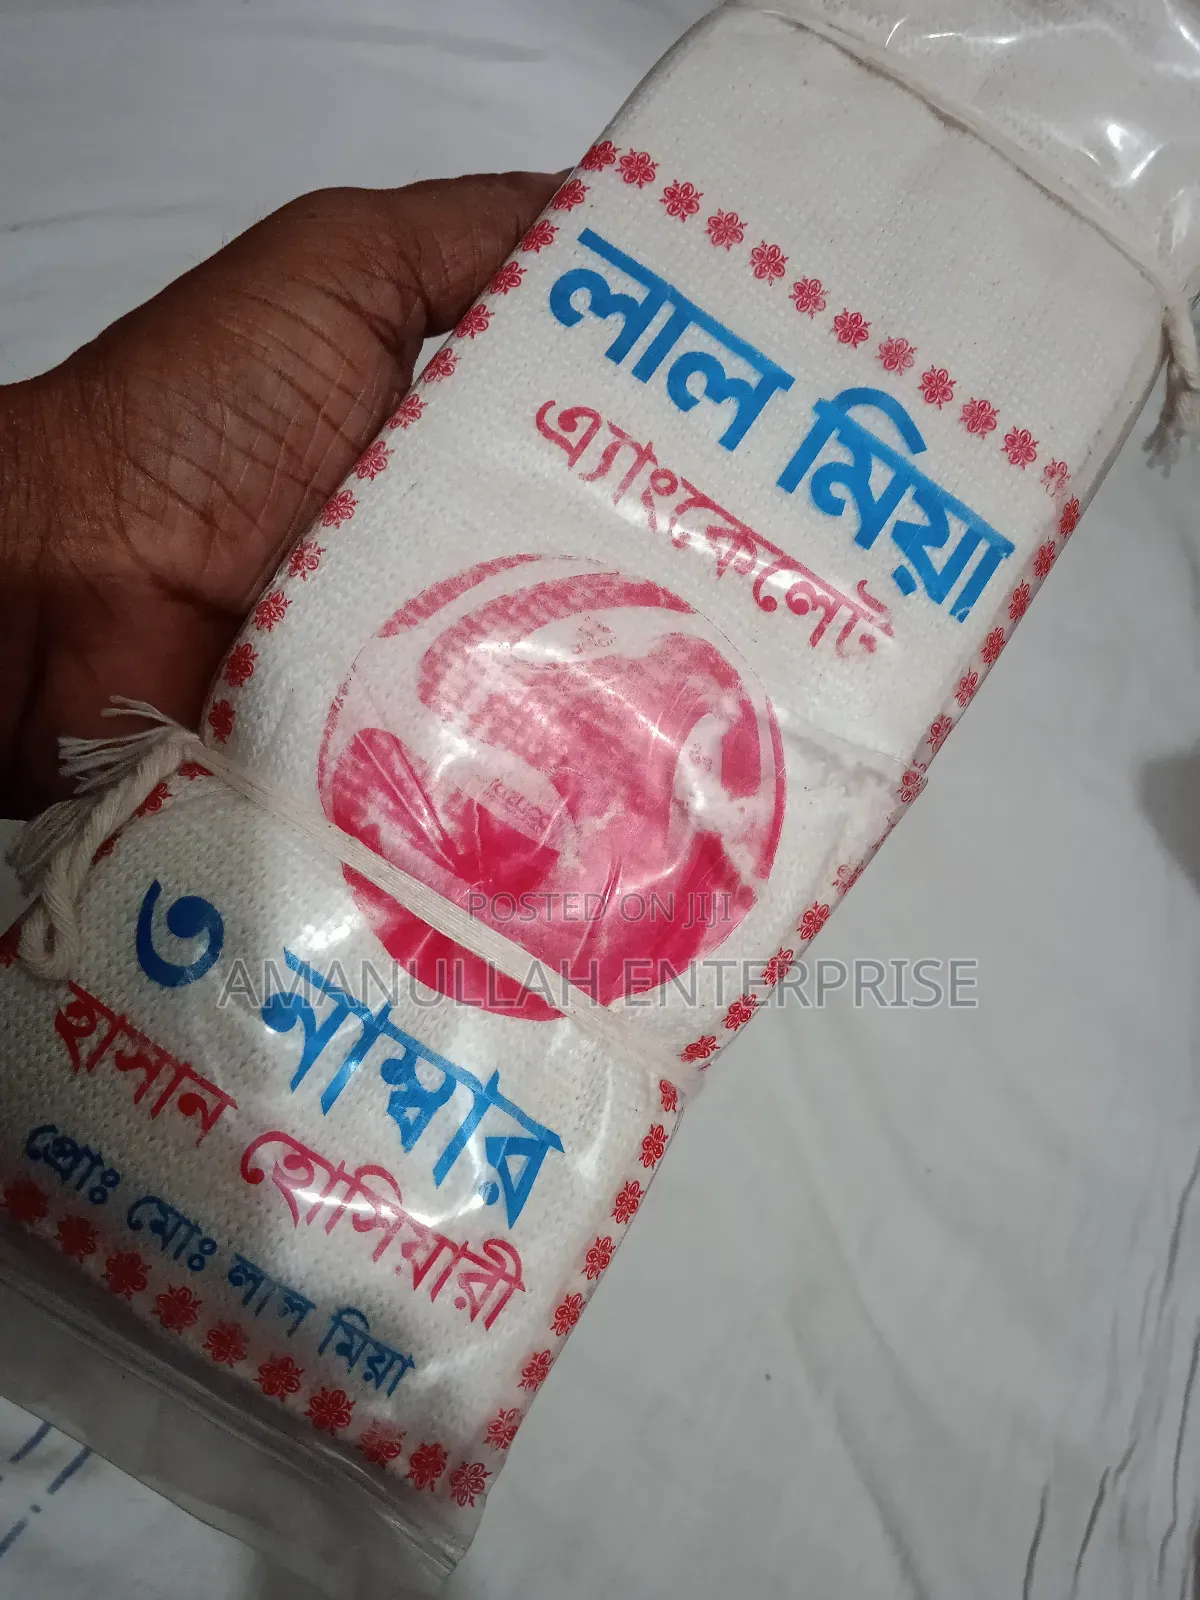 লাল মিয়া
এ্যাংকেলেট
POSTED ON JIJI
AMANULLAH ENTERPRISE
৩ নাম্বার
হাসান হোসিয়ারী
প্রোঃ মোঃ লাল মিয়া